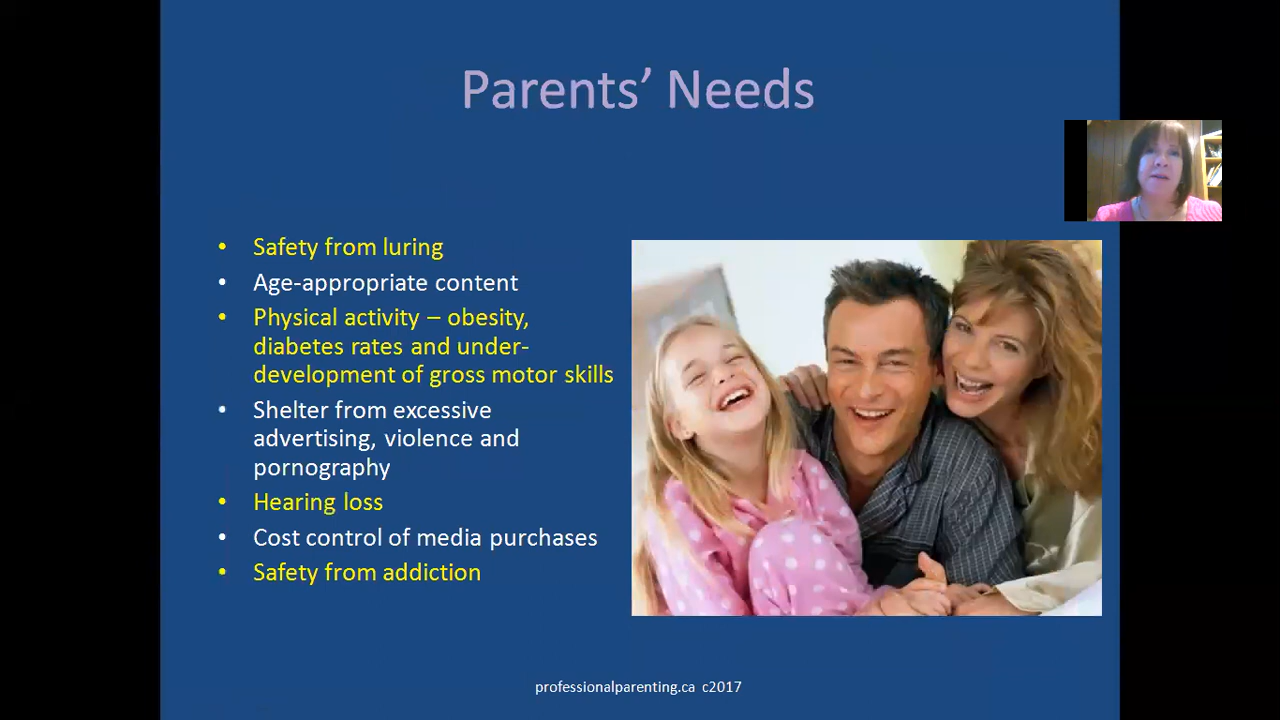 Parents’ Needs
• Safety from luring
• Age-appropriate content
• Physical activity – obesity,
diabetes rates and under-
development of gross motor skills
• Shelter from excessive
advertising, violence and
pornography
• Hearing loss
• Cost control of media purchases
• Safety from addiction
professionalparenting.ca c2017